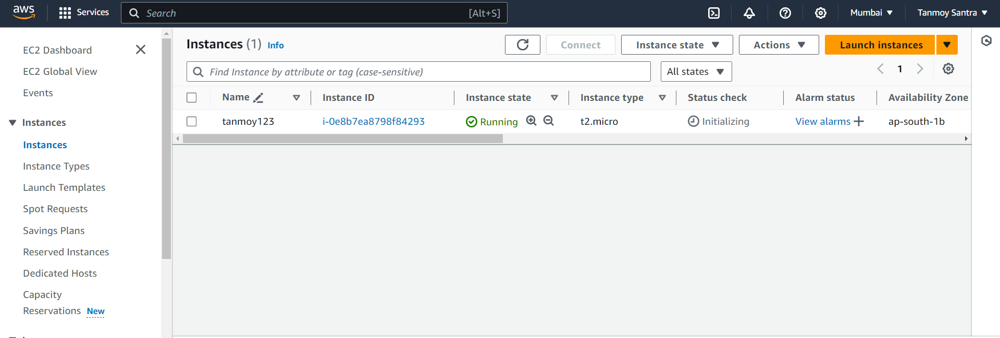 aws Services Search [Alt+S] Mumbai Tanmoy Santra
EC2 Dashboard
EC2 Global View
Events
Instances
Instances
Instance Types
Launch Templates
Spot Requests
Savings Plans
Reserved Instances
Dedicated Hosts
Capacity
Reservations New
Instances (1) Info Connect Instance state Actions Launch instances
Find Instance by attribute or tag (case-sensitive) All states 1
Name Instance ID Instance state Instance type Status check Alarm status Availability Zone
tanmoy123 i-0e8b7ea8798f84293 Running t2.micro Initializing View alarms ap-south-1b